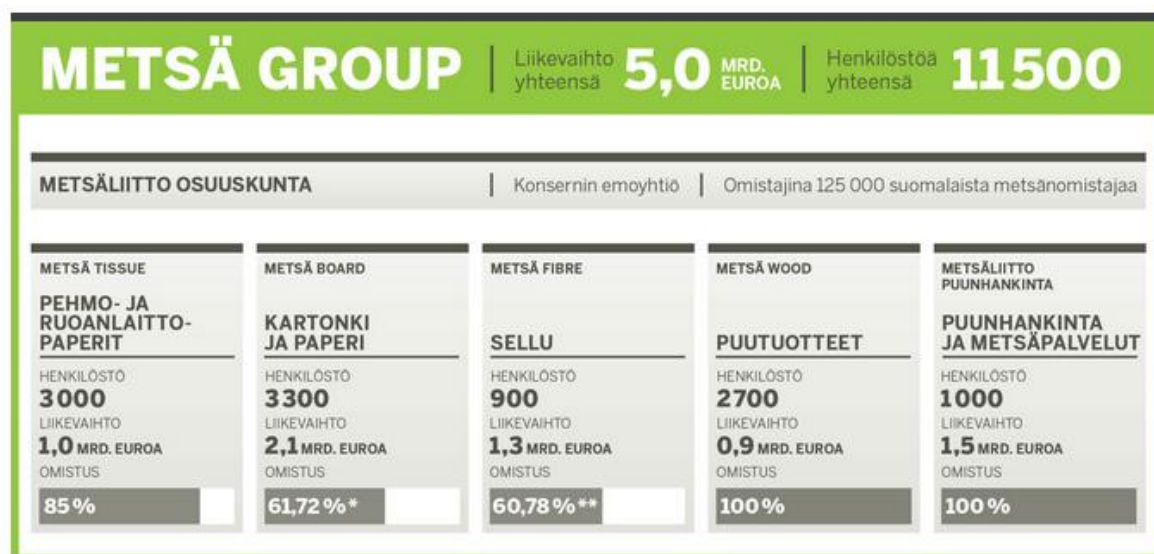 METSÄ GROUP
Liikevaihto
yhteensä
5,0 MRD. EUROA
Henkilöstöä
yhteensä
11 500
METSÄLIITTO OSUUSKUNTA
Konsernin emoyhtiö
Omistajina 125 000 suomalaista metsänomistajaa
METSÄ TISSUE
PEHMO- JA
RUOANLAITTO-
PAPERIT
HENKILÖSTÖ
3000
LIIKEVAIHTO
1,0 MRD. EUROA
OMISTUS
85 %
METSÄ BOARD
KARTONKI
JA PAPERI
HENKILÖSTÖ
3300
LIIKEVAIHTO
2,1 MRD. EUROA
OMISTUS
61,72 %*
METSÄ FIBRE
SELLU
HENKILÖSTÖ
900
LIIKEVAIHTO
1,3 MRD. EUROA
OMISTUS
60,78 %**
METSÄ WOOD
PUUTUOTTEET
HENKILÖSTÖ
2700
LIIKEVAIHTO
0,9 MRD. EUROA
OMISTUS
100 %
METSÄLIITTO
PUUNHANKINTA
PUUNHANKINTA
JA METSÄPALVELUT
HENKILÖSTÖ
1000
LIIKEVAIHTO
1,5 MRD. EUROA
OMISTUS
100 %